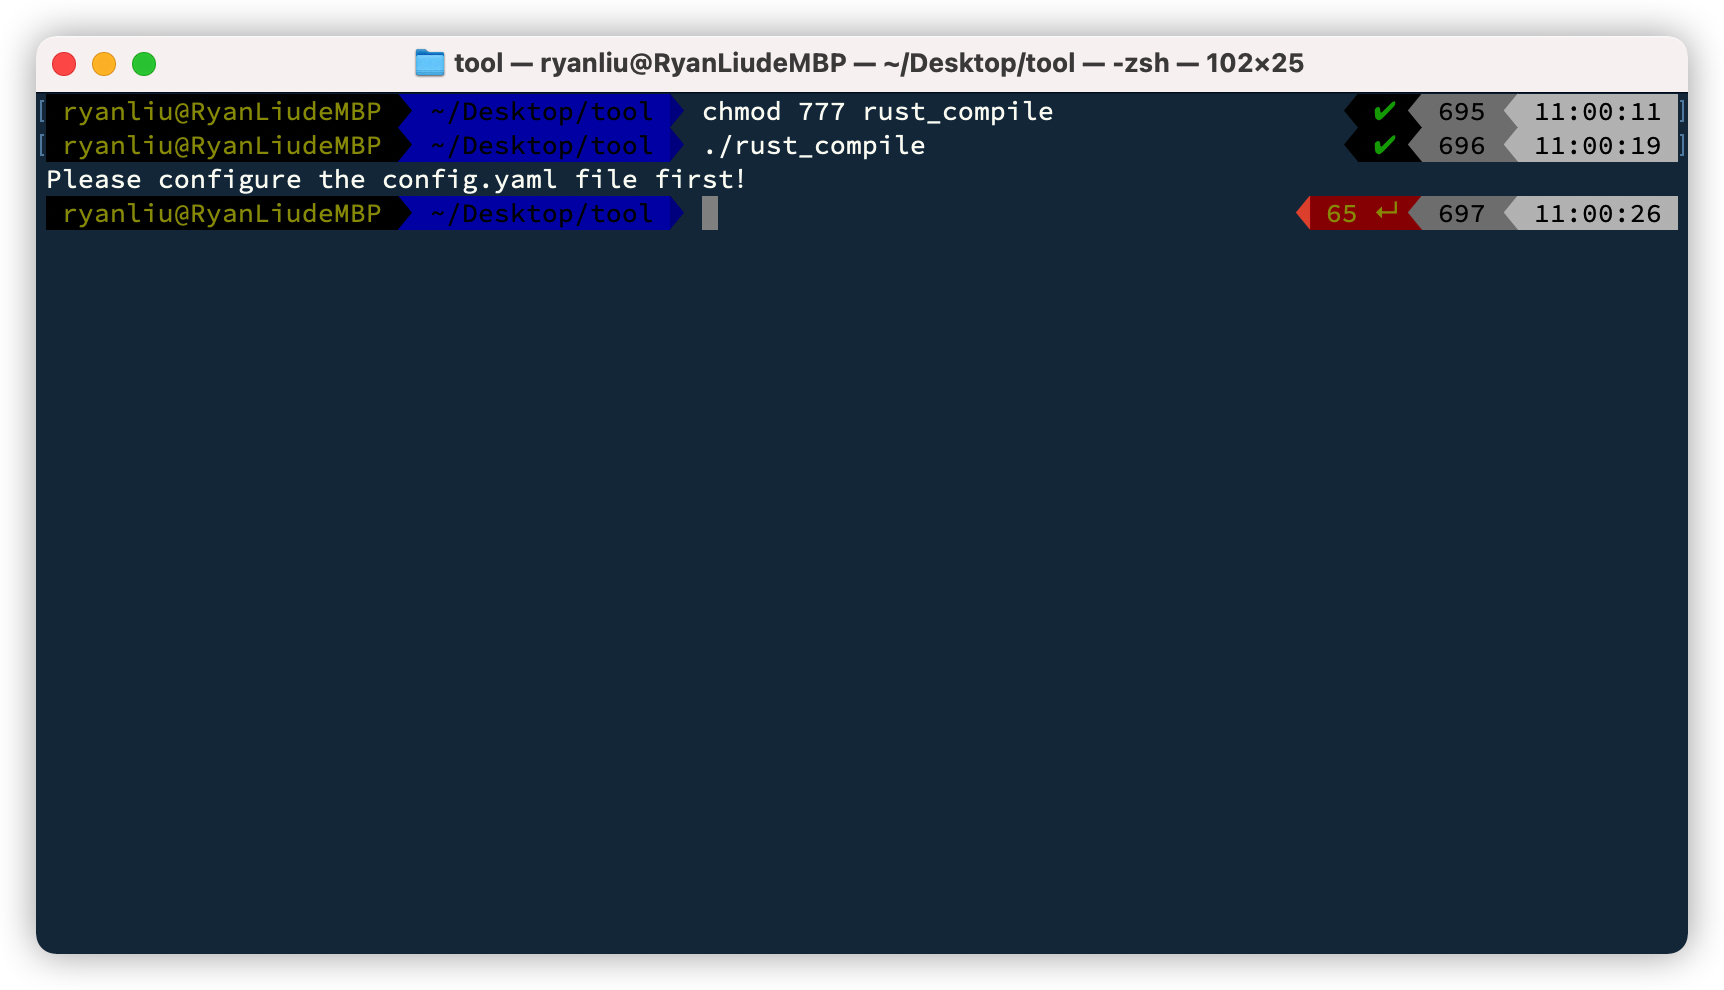 tool — ryanliu@RyanLiudeMBP — ~/Desktop/tool — -zsh — 102×25
[ ryanliu@RyanLiudeMBP ~/Desktop/tool chmod 777 rust_compile ✔ 695 11:00:11 ]
[ ryanliu@RyanLiudeMBP ~/Desktop/tool ./rust_compile ✔ 696 11:00:19 ]
Please configure the config.yaml file first!
ryanliu@RyanLiudeMBP ~/Desktop/tool 65 ↵ 697 11:00:26